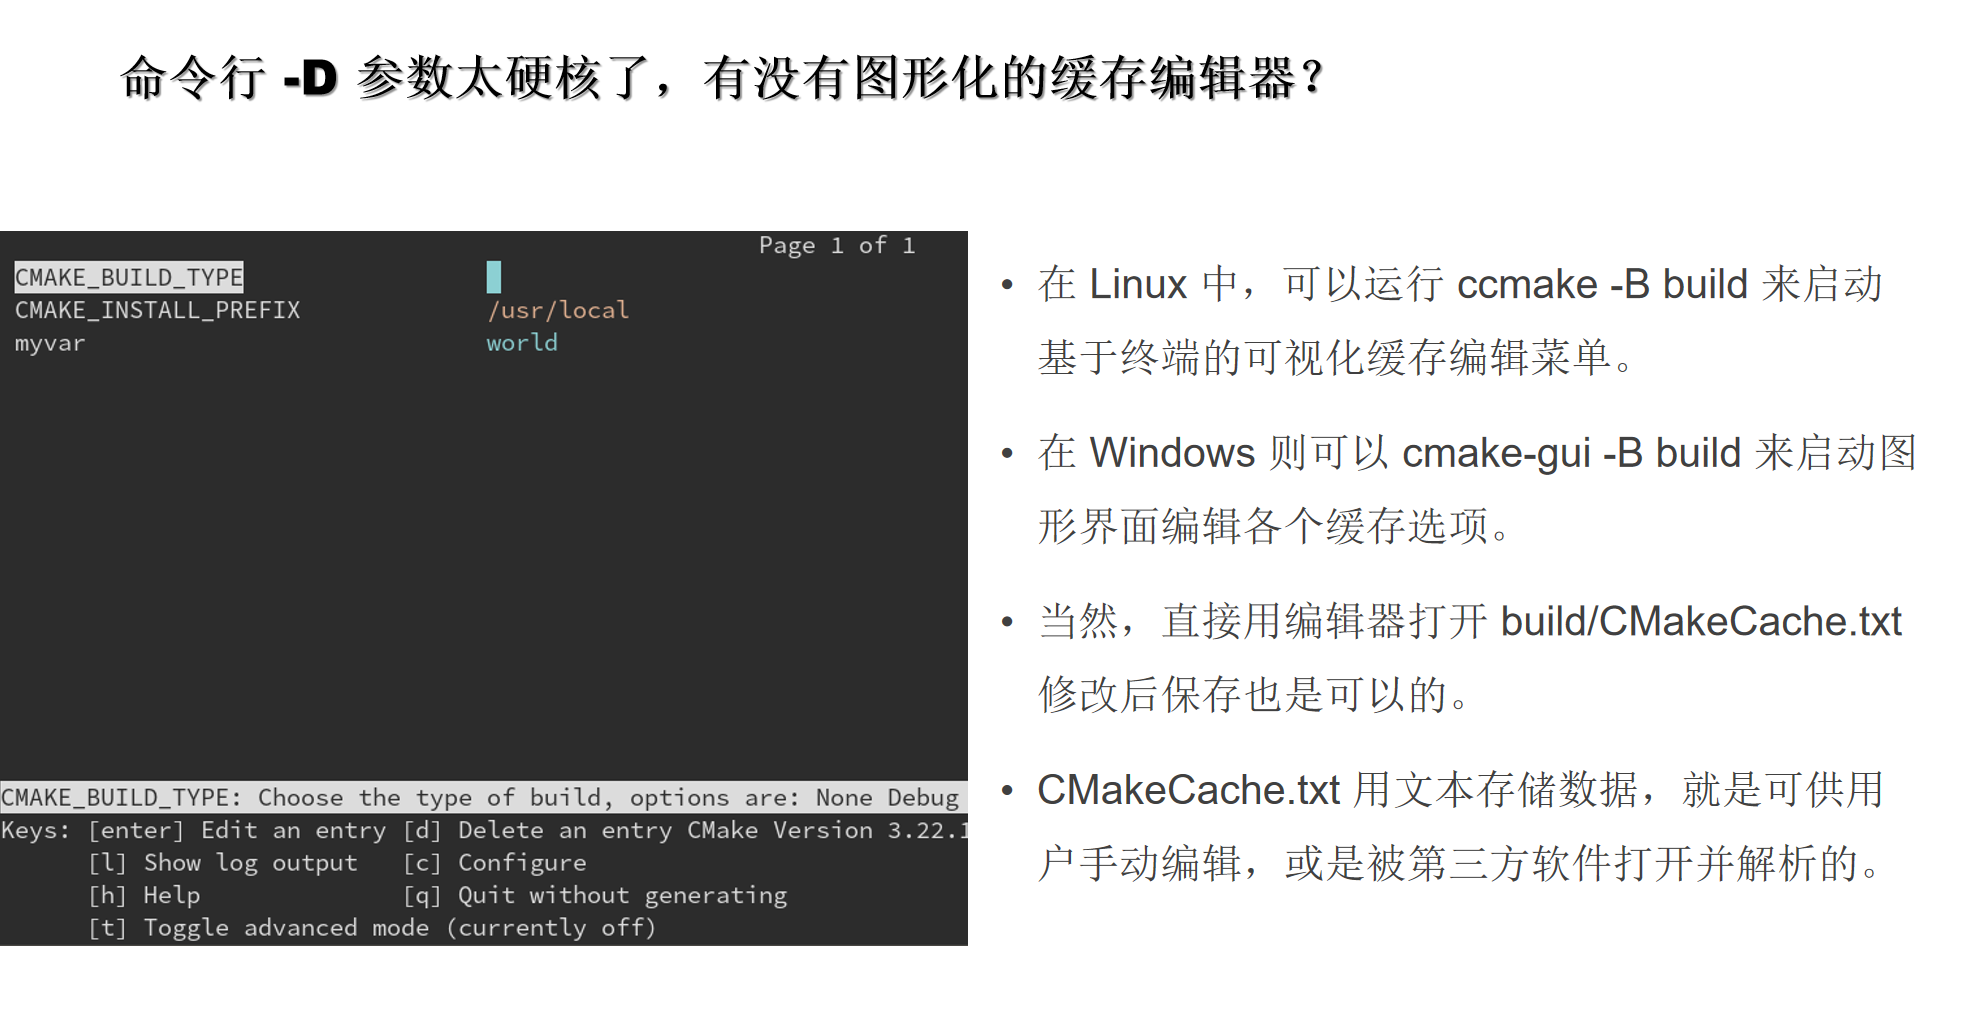 命令行 -D 参数太硬核了，有没有图形化的缓存编辑器？
Page 1 of 1
CMAKE_BUILD_TYPE
CMAKE_INSTALL_PREFIX /usr/local
myvar world
CMAKE_BUILD_TYPE: Choose the type of build, options are: None Debug
Keys: [enter] Edit an entry [d] Delete an entry CMake Version 3.22.1
[l] Show log output [c] Configure
[h] Help [q] Quit without generating
[t] Toggle advanced mode (currently off)
• 在 Linux 中，可以运行 ccmake -B build 来启动
基于终端的可视化缓存编辑菜单。
• 在 Windows 则可以 cmake-gui -B build 来启动图
形界面编辑各个缓存选项。
• 当然，直接用编辑器打开 build/CMakeCache.txt
修改后保存也是可以的。
• CMakeCache.txt 用文本存储数据，就是可供用
户手动编辑，或是被第三方软件打开并解析的。